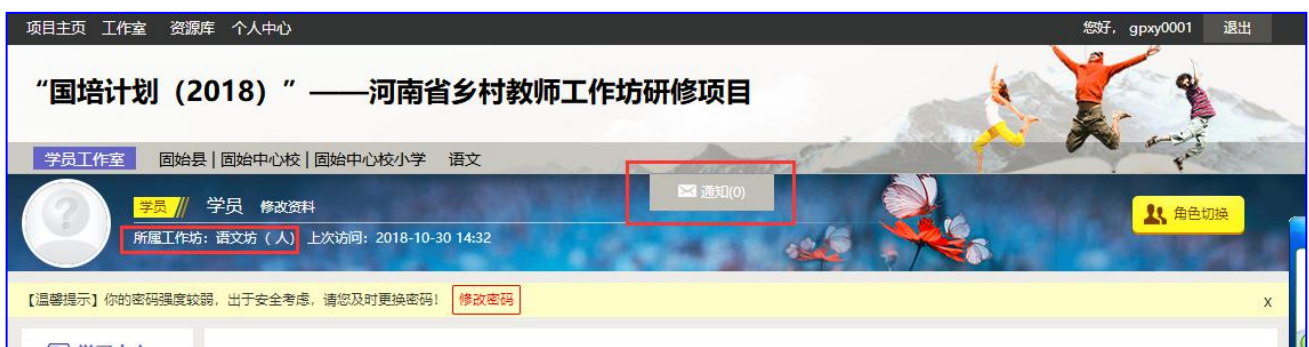 项目主页 工作室 资源库 个人中心 您好，gpxy0001 退出
“国培计划（2018）”——河南省乡村教师工作坊研修项目
学员工作室 固始县 | 固始中心校 | 固始中心校小学 语文
通知(0)
学员 // 学员 修改资料
角色切换
所属工作坊：语文坊（人） 上次访问：2018-10-30 14:32
【温馨提示】你的密码强度较弱，出于安全考虑，请您及时更换密码！ 修改密码 x